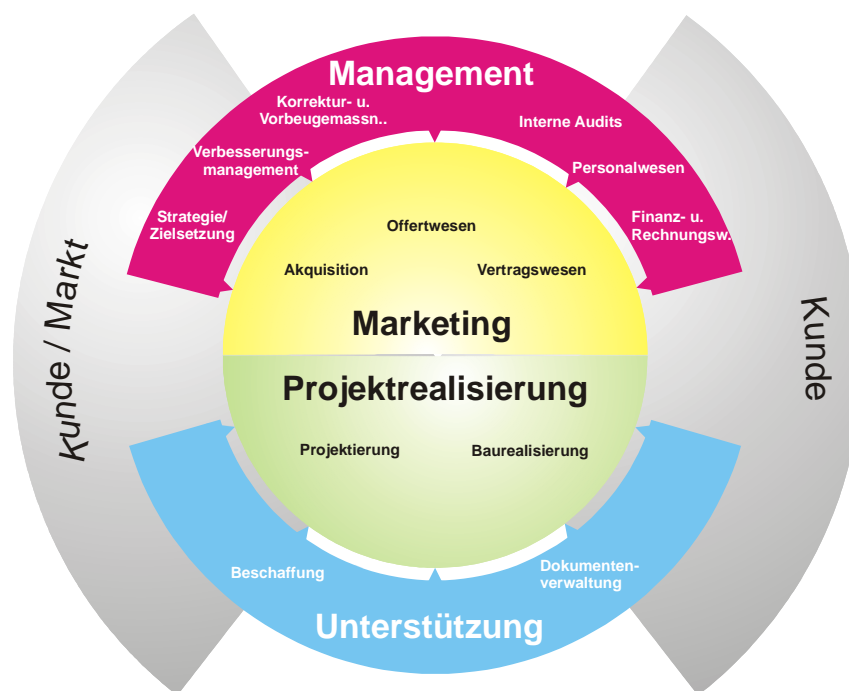 Management
Korrektur- u.
Vorbeugemassn..
Interne Audits
Verbesserungs-
management
Personalwesen
Strategie/
Zielsetzung
Finanz- u.
Rechnungsw.
Offertwesen
Akquisition
Vertragswesen
Marketing
Kunde / Markt
Kunde
Projektrealisierung
Projektierung
Baurealisierung
Beschaffung
Dokumenten-
verwaltung
Unterstützung